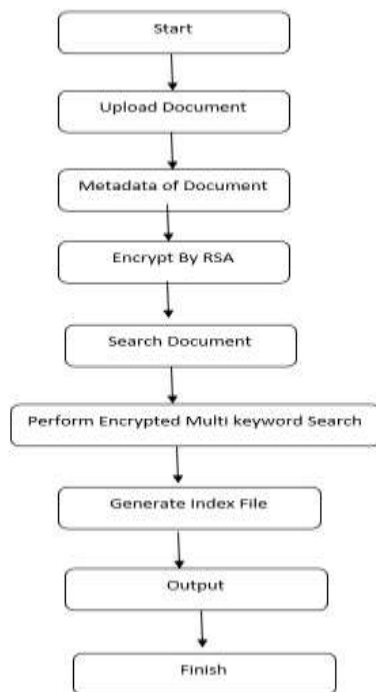 Start
Upload Document
Metadata of Document
Encrypt By RSA
Search Document
Perform Encrypted Multi keyword Search
Generate Index File
Output
Finish